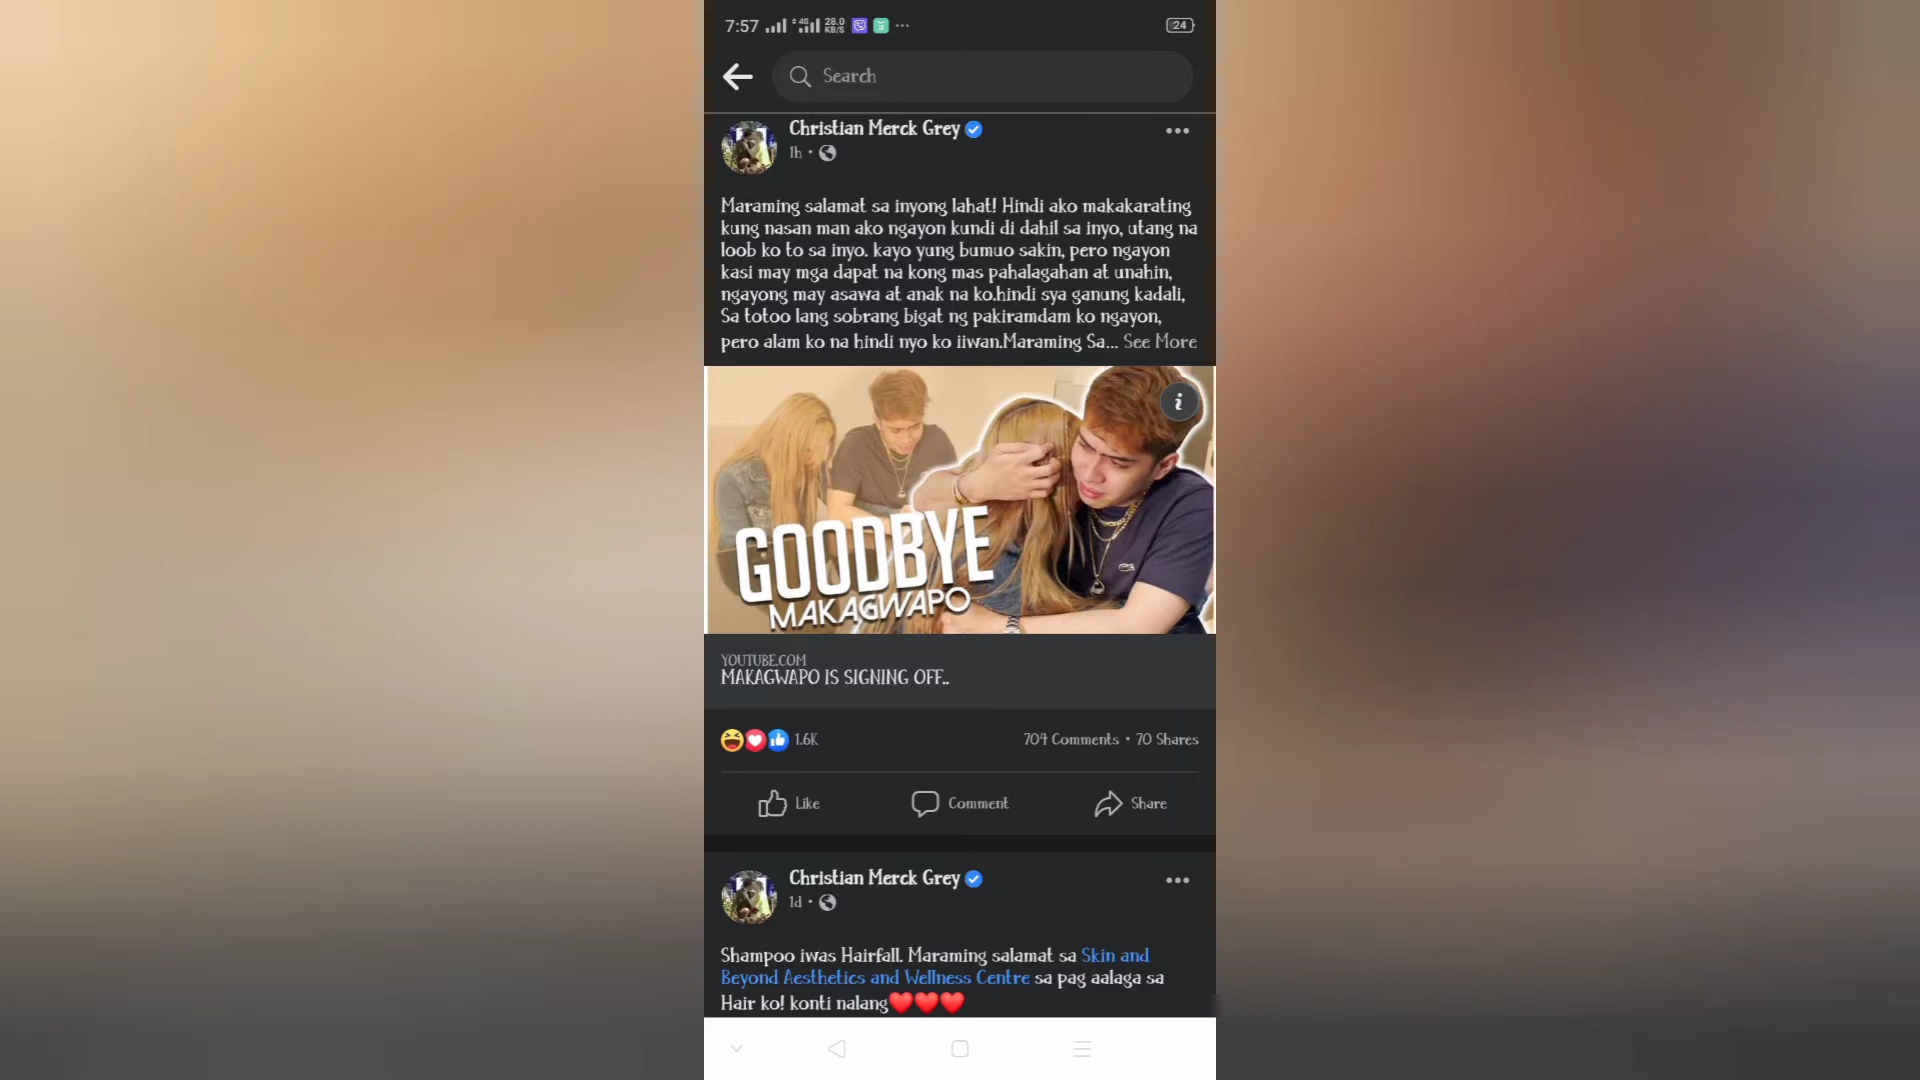 7:57 4G 28.0 KB/S ... 24
Search
Christian Merck Grey
1h •
Maraming salamat sa inyong lahat! Hindi ako makakarating
kung nasan man ako ngayon kundi di dahil sa inyo, utang na
loob ko to sa inyo. kayo yung bumuo sakin, pero ngayon
kasi may mga dapat na kong mas pahalagahan at unahin,
ngayong may asawa at anak na ko.hindi sya ganung kadali,
Sa totoo lang sobrang bigat ng pakiramdam ko ngayon,
pero alam ko na hindi nyo ko iiwan.Maraming Sa... See More
GOODBYE
MAKAGWAPO
YOUTUBE.COM
MAKAGWAPO IS SIGNING OFF..
1.6K 704 Comments • 70 Shares
Like Comment Share
Christian Merck Grey
1d •
Shampoo iwas Hairfall. Maraming salamat sa Skin and
Beyond Aesthetics and Wellness Centre sa pag aalaga sa
Hair ko! konti nalang❤️❤️❤️